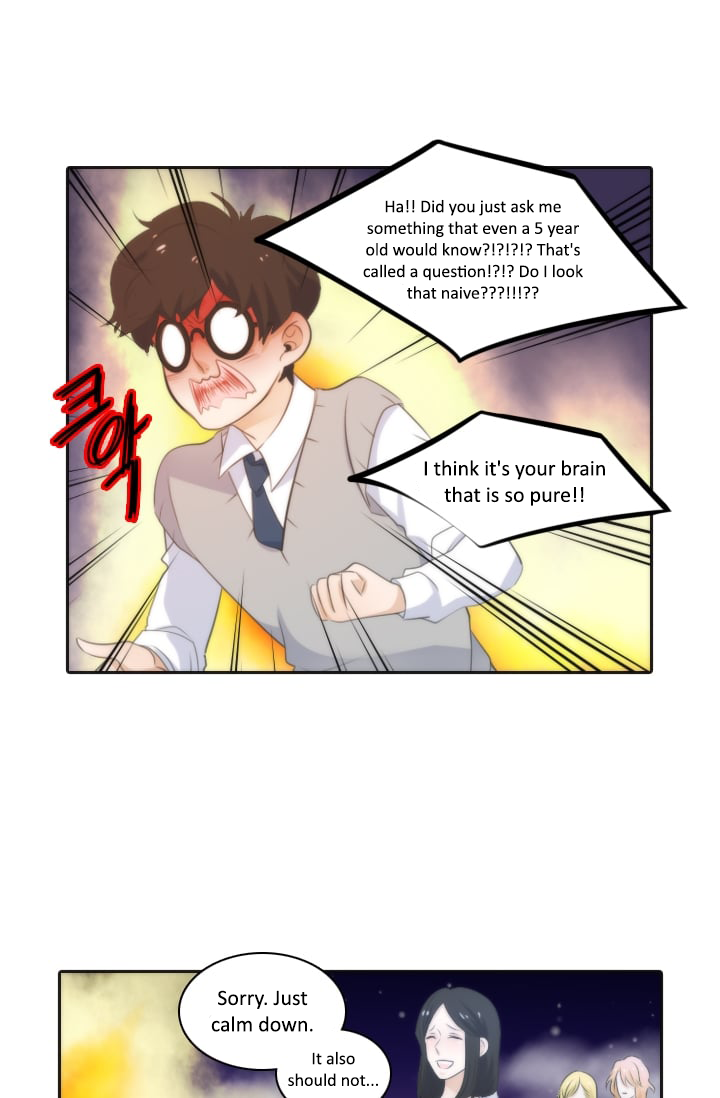 Ha!! Did you just ask me
something that even a 5 year
old would know?!?!?!? That's
called a question!?!? Do I look
that naive???!!!??
크악
I think it's your brain
that is so pure!!
Sorry. Just
calm down.
It also
should not...